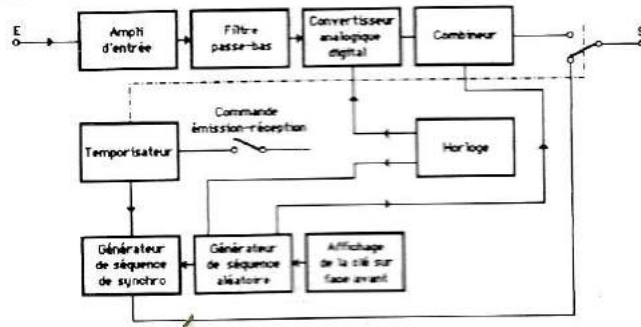 E
Ampli
d'entrée
Filtre
passe-bas
Convertisseur
analogique
digital
Combineur
S
Commande
émission-réception
Temporisateur
Horloge
Générateur
de séquence
de synchro
Générateur
de séquence
aléatoire
Affichage
de la clé sur
face avant